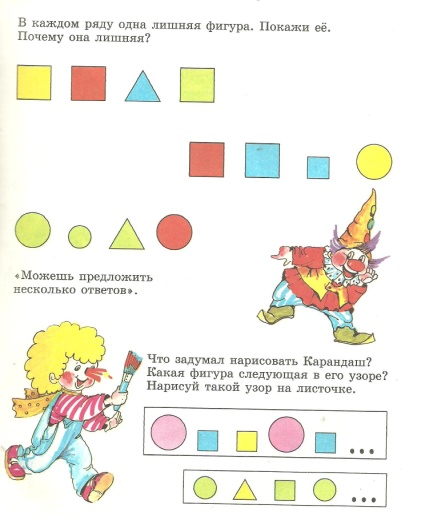 В каждом ряду одна лишняя фигура. Покажи её.
Почему она лишняя?
«Можешь предложить
несколько ответов».
Что задумал нарисовать Карандаш?
Какая фигура следующая в его узоре?
Нарисуй такой узор на листочке.
...
...